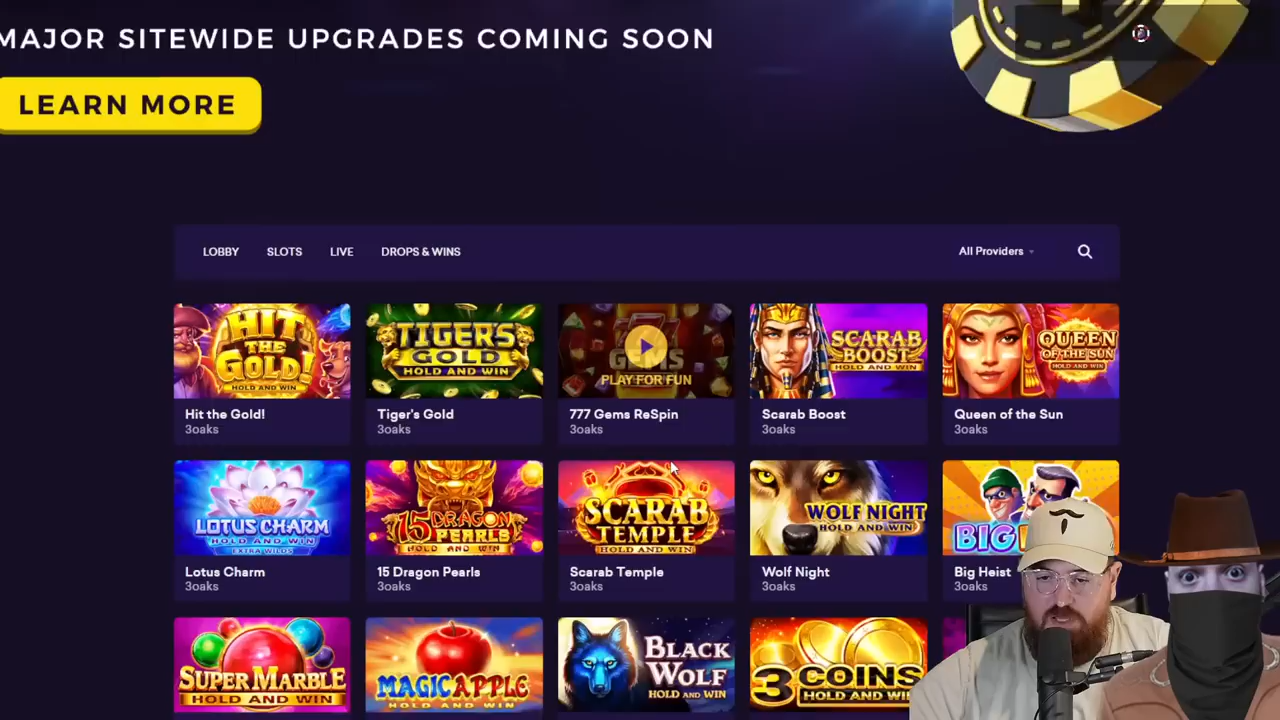 MAJOR SITEWIDE UPGRADES COMING SOON
LEARN MORE
LOBBY SLOTS LIVE DROPS & WINS All Providers
HIT THE GOLD! HOLD AND WIN
TIGER'S GOLD HOLD AND WIN
777 GEMS PLAY FOR FUN
SCARAB BOOST HOLD AND WIN
QUEEN OF THE SUN HOLD AND WIN
Hit the Gold! Tiger's Gold 777 Gems ReSpin Scarab Boost Queen of the Sun
3oaks 3oaks 3oaks 3oaks 3oaks
LOTUS CHARM HOLD AND WIN EXTRA WILDS
15 DRAGON PEARLS HOLD AND WIN
SCARAB TEMPLE HOLD AND WIN
WOLF NIGHT HOLD AND WIN
BIG
Lotus Charm 15 Dragon Pearls Scarab Temple Wolf Night Big Heist
3oaks 3oaks 3oaks 3oaks 3oaks
SUPER MARBLE HOLD AND WIN
MAGIC APPLE HOLD AND WIN
BLACK WOLF HOLD AND WIN
3 COINS HOLD AND WIN